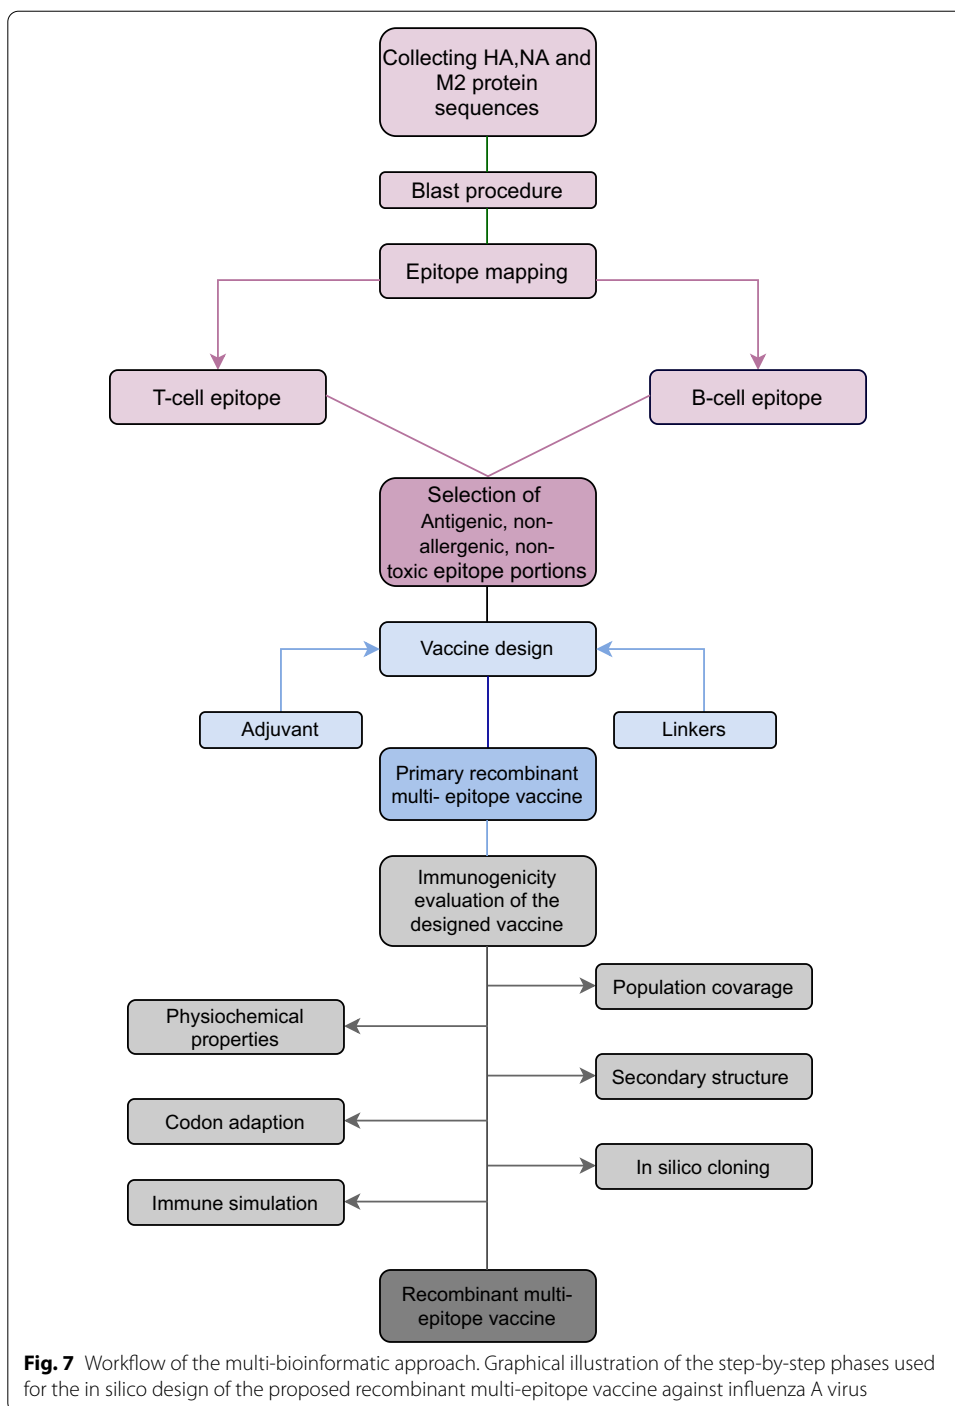 Collecting HA,NA and
M2 protein
sequences
Blast procedure
Epitope mapping
T-cell epitope
B-cell epitope
Selection of
Antigenic, non-
allergenic, non-
toxic epitope portions
Vaccine design
Adjuvant
Linkers
Primary recombinant
multi- epitope vaccine
Immunogenicity
evaluation of the
designed vaccine
Population covarage
Physiochemical
properties
Secondary structure
Codon adaption
In silico cloning
Immune simulation
Recombinant multi-
epitope vaccine
Fig. 7 Workflow of the multi-bioinformatic approach. Graphical illustration of the step-by-step phases used
for the in silico design of the proposed recombinant multi-epitope vaccine against influenza A virus